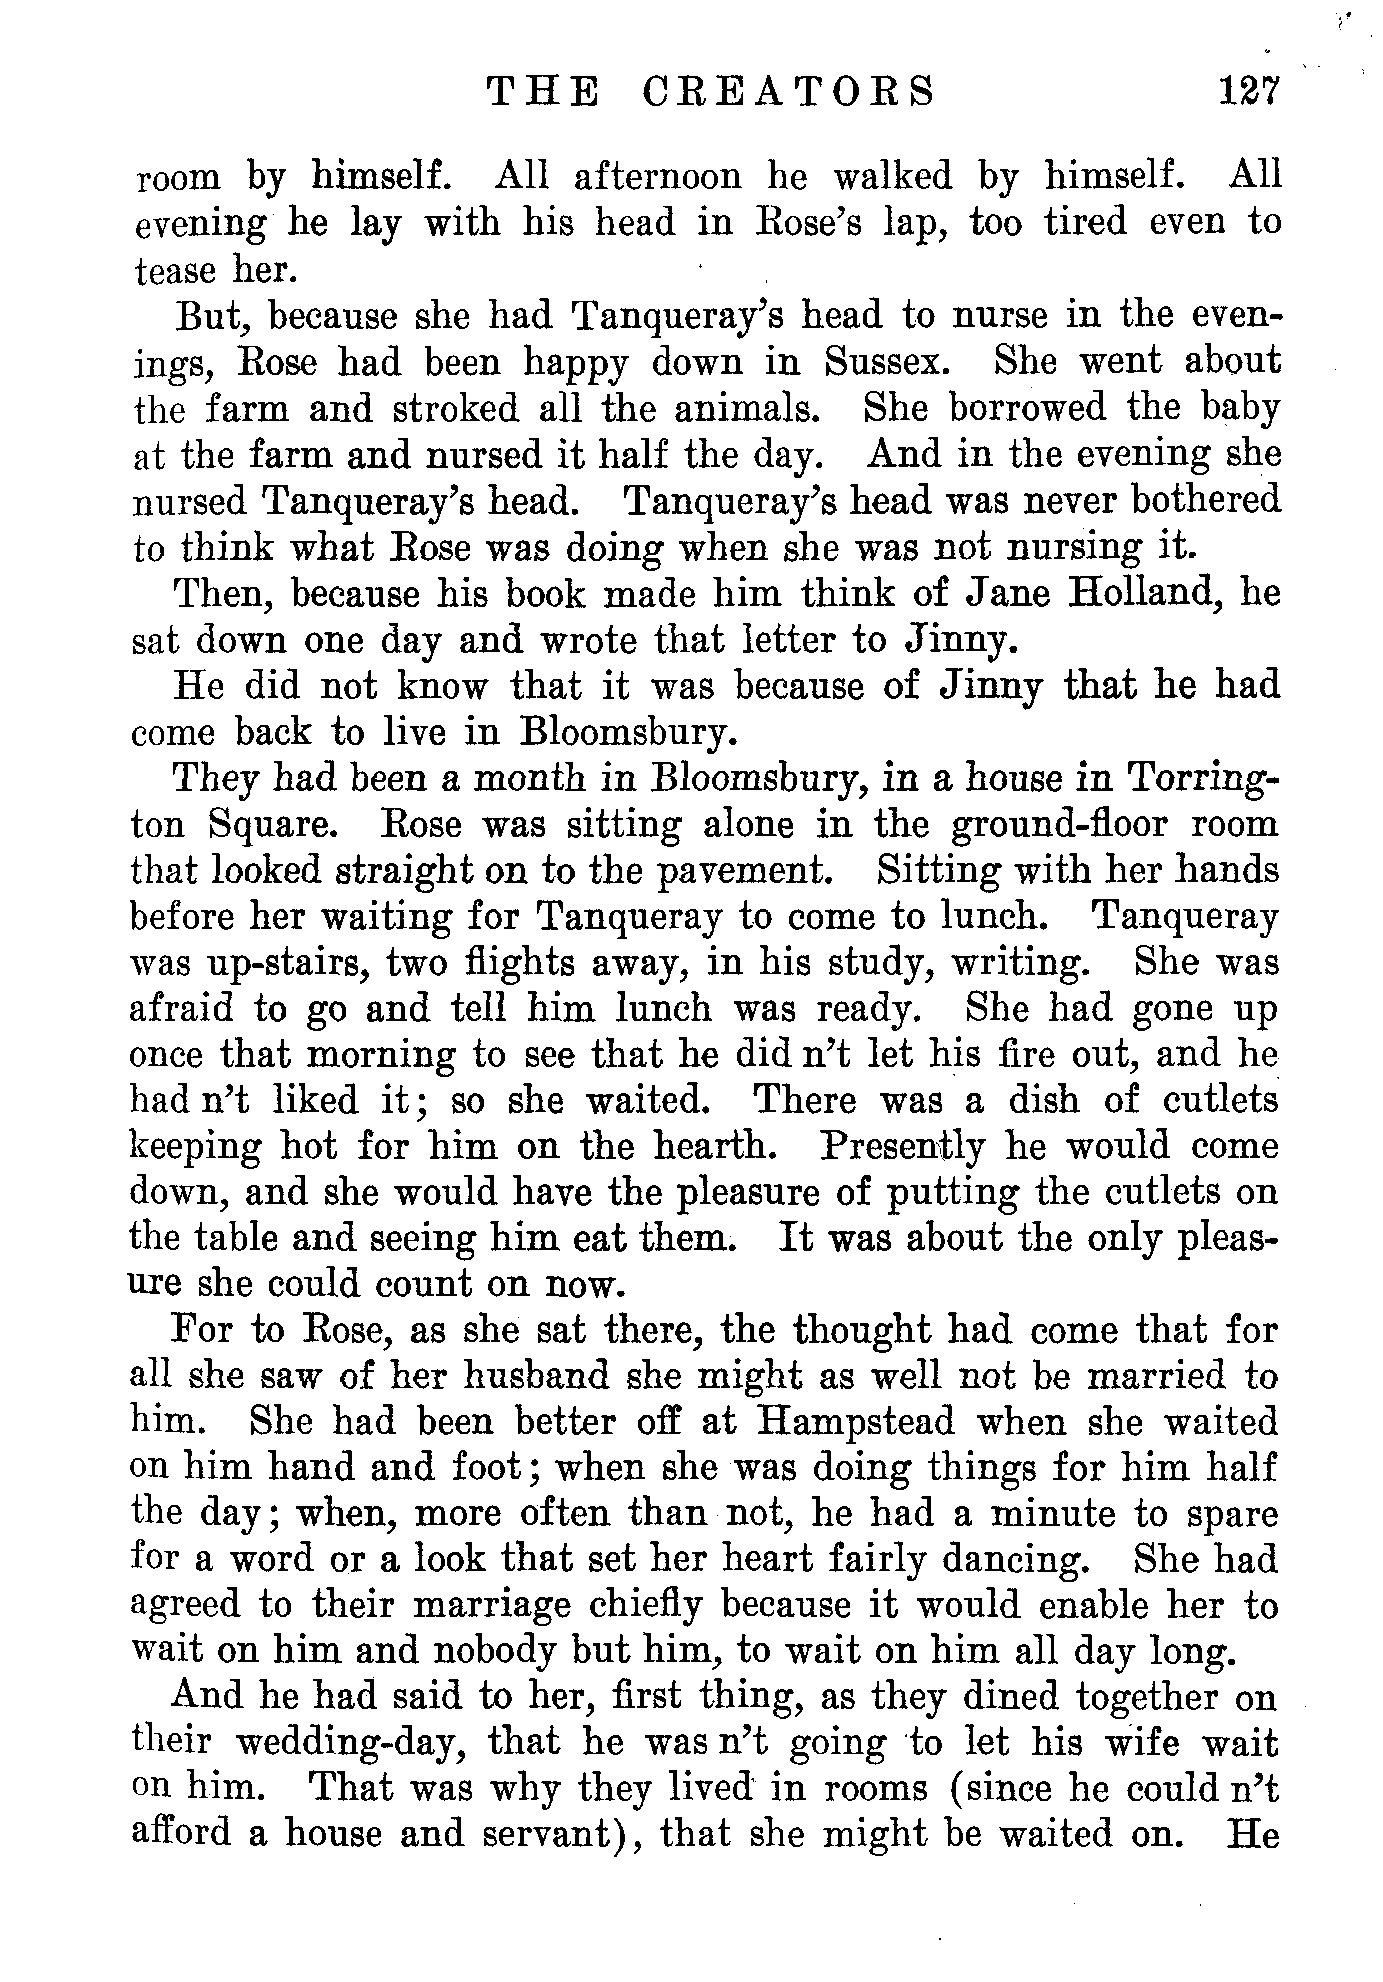 THE CREATORS 127
room by himself. All afternoon he walked by himself. All
evening he lay with his head in Rose's lap, too tired even to
tease her.
But, because she had Tanqueray's head to nurse in the even-
ings, Rose had been happy down in Sussex. She went about
the farm and stroked all the animals. She borrowed the baby
at the farm and nursed it half the day. And in the evening she
nursed Tanqueray's head. Tanqueray's head was never bothered
to think what Rose was doing when she was not nursing it.
Then, because his book made him think of Jane Holland, he
sat down one day and wrote that letter to Jinny.
He did not know that it was because of Jinny that he had
come back to live in Bloomsbury.
They had been a month in Bloomsbury, in a house in Torring-
ton Square. Rose was sitting alone in the ground-floor room
that looked straight on to the pavement. Sitting with her hands
before her waiting for Tanqueray to come to lunch. Tanqueray
was up-stairs, two flights away, in his study, writing. She was
afraid to go and tell him lunch was ready. She had gone up
once that morning to see that he did n't let his fire out, and he
had n't liked it; so she waited. There was a dish of cutlets
keeping hot for him on the hearth. Presently he would come
down, and she would have the pleasure of putting the cutlets on
the table and seeing him eat them. It was about the only pleas-
ure she could count on now.
For to Rose, as she sat there, the thought had come that for
all she saw of her husband she might as well not be married to
him. She had been better off at Hampstead when she waited
on him hand and foot; when she was doing things for him half
the day; when, more often than not, he had a minute to spare
for a word or a look that set her heart fairly dancing. She had
agreed to their marriage chiefly because it would enable her to
wait on him and nobody but him, to wait on him all day long.
And he had said to her, first thing, as they dined together on
their wedding-day, that he was n't going to let his wife wait
on him. That was why they lived in rooms (since he could n't
afford a house and servant), that she might be waited on. He